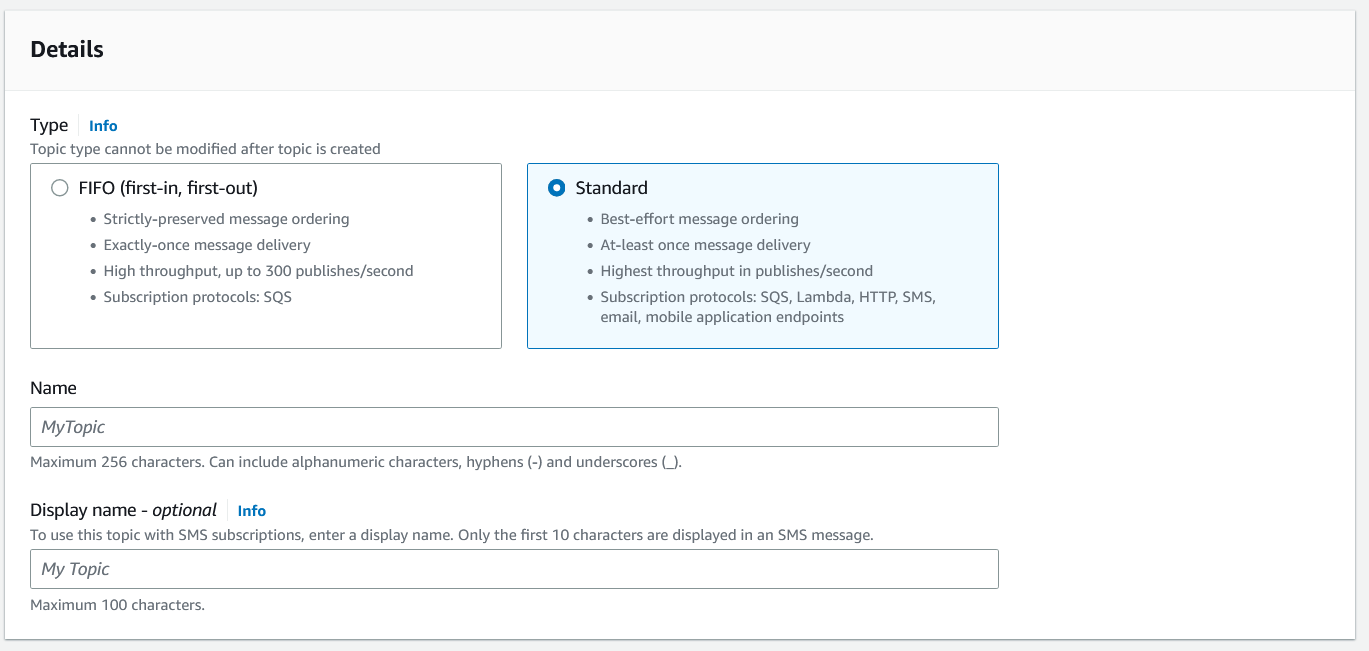 Details
Type
Info
Topic type cannot be modified after topic is created
FIFO (first-in, first-out)
• Strictly-preserved message ordering
• Exactly-once message delivery
• High throughput, up to 300 publishes/second
• Subscription protocols: SQS
Standard
• Best-effort message ordering
• At-least once message delivery
• Highest throughput in publishes/second
• Subscription protocols: SQS, Lambda, HTTP, SMS,
email, mobile application endpoints
Name
MyTopic
Maximum 256 characters. Can include alphanumeric characters, hyphens (-) and underscores (_).
Display name - optional
Info
To use this topic with SMS subscriptions, enter a display name. Only the first 10 characters are displayed in an SMS message.
My Topic
Maximum 100 characters.